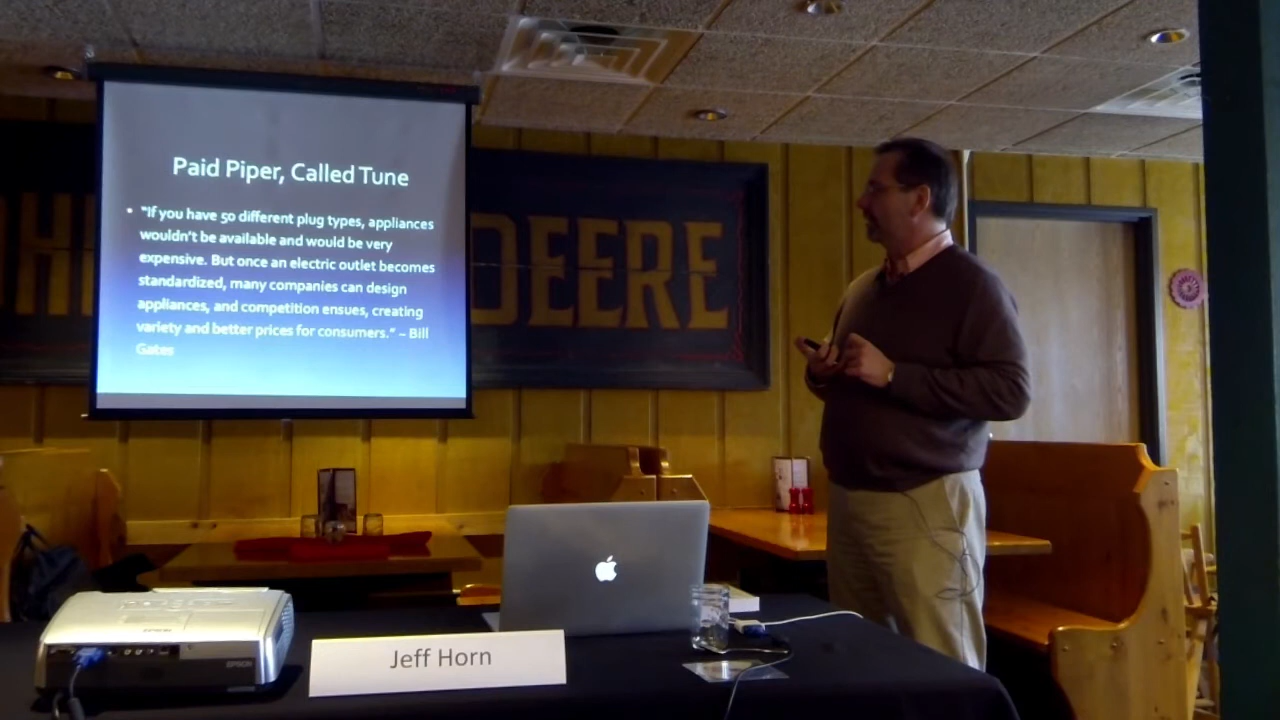 Paid Piper, Called Tune
• "If you have 50 different plug types, appliances
wouldn't be available and would be very
expensive. But once an electric outlet becomes
standardized, many companies can design
appliances, and competition ensues, creating
variety and better prices for consumers." – Bill
Gates
DEERE
EPSON
Jeff Horn